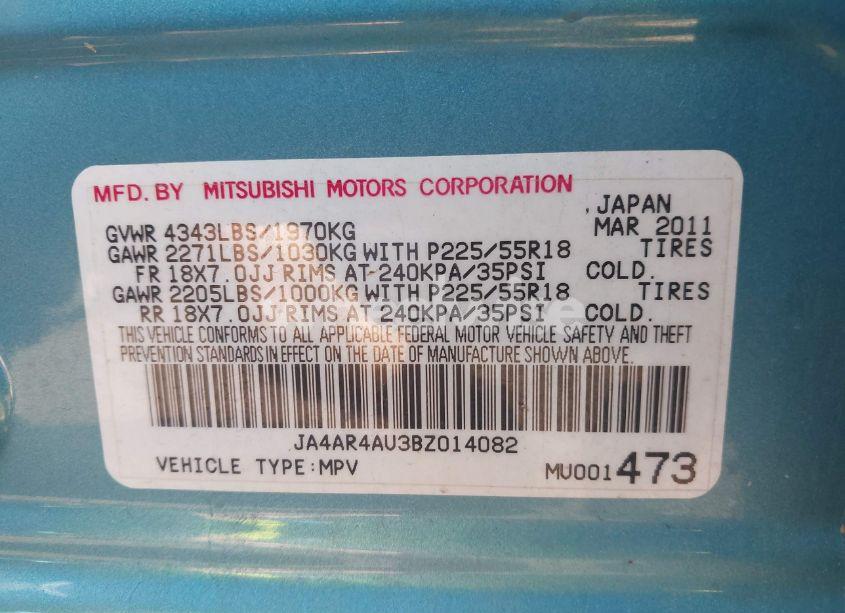 MFD. BY MITSUBISHI MOTORS CORPORATION
, JAPAN
GVWR 4343LBS/1970KG MAR 2011
GAWR 2271LBS/1030KG WITH P225/55R18 TIRES
FR 18X7.0JJ RIMS AT 240KPA/35PSI COLD.
GAWR 2205LBS/1000KG WITH P225/55R18 TIRES
RR 18X7.0JJ RIMS AT 240KPA/35PSI COLD.
THIS VEHICLE CONFORMS TO ALL APPLICABLE FEDERAL MOTOR VEHICLE SAFETY AND THEFT
PREVENTION STANDARDS IN EFFECT ON THE DATE OF MANUFACTURE SHOWN ABOVE.
JA4AR4AU3BZ014082
VEHICLE TYPE:MPV MU001473